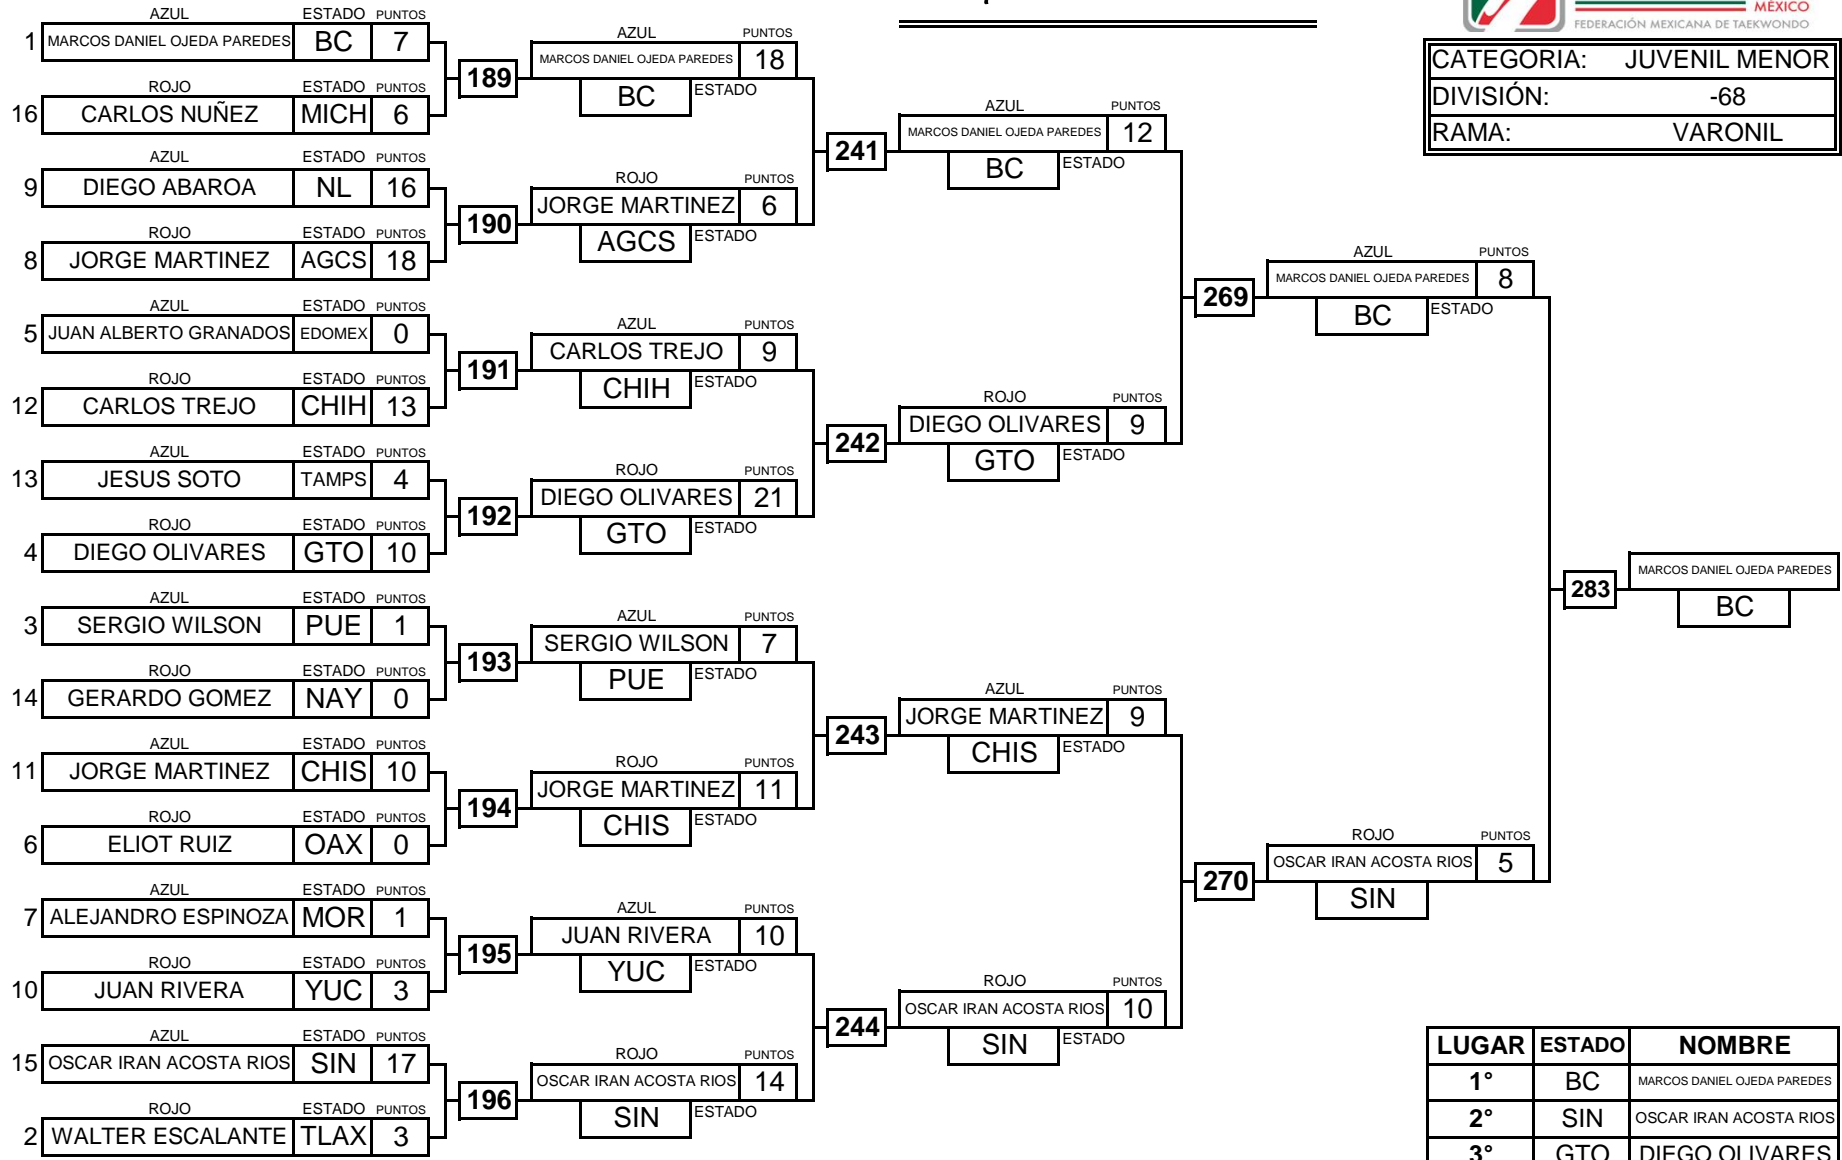 MÉXICO
FEDERACIÓN MEXICANA DE TAEKWONDO
CATEGORIA: JUVENIL MENOR
DIVISIÓN: -68
RAMA: VARONIL
AZUL ESTADO PUNTOS
1 MARCOS DANIEL OJEDA PAREDES BC 7
189
ROJO ESTADO PUNTOS
16 CARLOS NUÑEZ MICH 6
AZUL ESTADO PUNTOS
9 DIEGO ABAROA NL 16
190
ROJO ESTADO PUNTOS
8 JORGE MARTINEZ AGCS 18
AZUL ESTADO PUNTOS
5 JUAN ALBERTO GRANADOS EDOMEX 0
191
ROJO ESTADO PUNTOS
12 CARLOS TREJO CHIH 13
AZUL ESTADO PUNTOS
13 JESUS SOTO TAMPS 4
192
ROJO ESTADO PUNTOS
4 DIEGO OLIVARES GTO 10
AZUL ESTADO PUNTOS
3 SERGIO WILSON PUE 1
193
ROJO ESTADO PUNTOS
14 GERARDO GOMEZ NAY 0
AZUL ESTADO PUNTOS
11 JORGE MARTINEZ CHIS 10
194
ROJO ESTADO PUNTOS
6 ELIOT RUIZ OAX 0
AZUL ESTADO PUNTOS
7 ALEJANDRO ESPINOZA MOR 1
195
ROJO ESTADO PUNTOS
10 JUAN RIVERA YUC 3
AZUL ESTADO PUNTOS
15 OSCAR IRAN ACOSTA RIOS SIN 17
196
ROJO ESTADO PUNTOS
2 WALTER ESCALANTE TLAX 3
AZUL PUNTOS
MARCOS DANIEL OJEDA PAREDES 18
BC ESTADO
241
ROJO PUNTOS
JORGE MARTINEZ 6
AGCS ESTADO
AZUL PUNTOS
CARLOS TREJO 9
CHIH ESTADO
242
ROJO PUNTOS
DIEGO OLIVARES 21
GTO ESTADO
AZUL PUNTOS
SERGIO WILSON 7
PUE ESTADO
243
ROJO PUNTOS
JORGE MARTINEZ 11
CHIS ESTADO
AZUL PUNTOS
JUAN RIVERA 10
YUC ESTADO
244
ROJO PUNTOS
OSCAR IRAN ACOSTA RIOS 14
SIN ESTADO
AZUL PUNTOS
MARCOS DANIEL OJEDA PAREDES 12
BC ESTADO
269
ROJO PUNTOS
DIEGO OLIVARES 9
GTO ESTADO
AZUL PUNTOS
JORGE MARTINEZ 9
CHIS ESTADO
270
ROJO PUNTOS
OSCAR IRAN ACOSTA RIOS 10
SIN ESTADO
AZUL PUNTOS
MARCOS DANIEL OJEDA PAREDES 8
BC ESTADO
283
ROJO PUNTOS
OSCAR IRAN ACOSTA RIOS 5
SIN
MARCOS DANIEL OJEDA PAREDES
BC
LUGAR ESTADO NOMBRE
1° BC MARCOS DANIEL OJEDA PAREDES
2° SIN OSCAR IRAN ACOSTA RIOS
3° GTO DIEGO OLIVARES